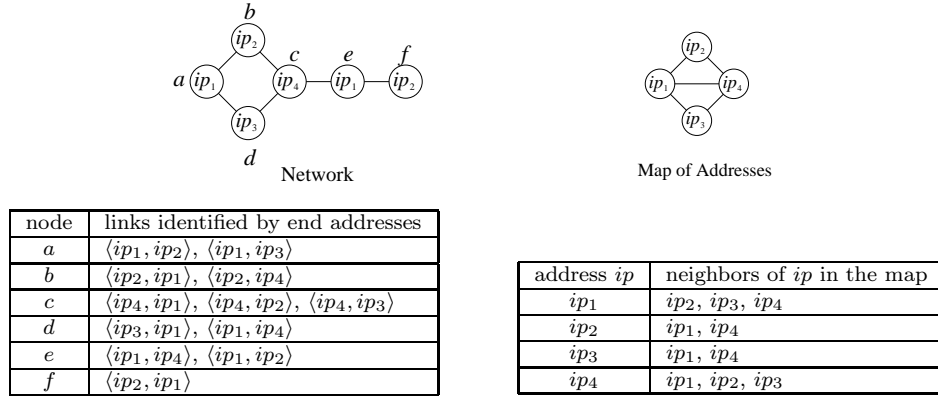 b
ip₂
c e f
a ip₁ ip₄ ip₁ ip₂
ip₃
d
Network
ip₂
ip₁ ip₄
ip₃
Map of Addresses
node links identified by end addresses
a ⟨ip₁, ip₂⟩, ⟨ip₁, ip₃⟩
b ⟨ip₂, ip₁⟩, ⟨ip₂, ip₄⟩
c ⟨ip₄, ip₁⟩, ⟨ip₄, ip₂⟩, ⟨ip₄, ip₃⟩
d ⟨ip₃, ip₁⟩, ⟨ip₁, ip₄⟩
e ⟨ip₁, ip₄⟩, ⟨ip₁, ip₂⟩
f ⟨ip₂, ip₁⟩
address ip neighbors of ip in the map
ip₁ ip₂, ip₃, ip₄
ip₂ ip₁, ip₄
ip₃ ip₁, ip₄
ip₄ ip₁, ip₂, ip₃